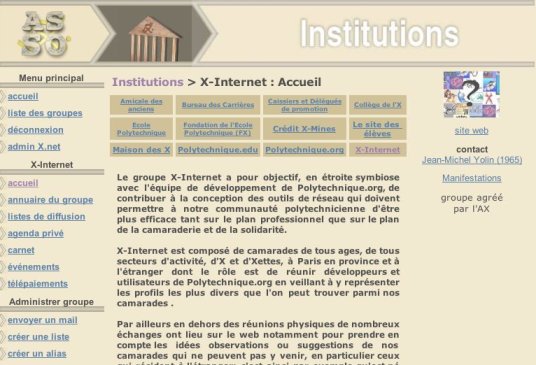 AS
SO
Institutions
Menu principal
accueil
liste des groupes
déconnexion
admin X.net
X-Internet
accueil
annuaire du groupe
listes de diffusion
agenda privé
carnet
événements
télépaiements
Administrer groupe
envoyer un mail
créer une liste
créer un alias
Institutions > X-Internet : Accueil
Amicale des anciens
Bureau des Carrières
Caissiers et Délégués de promotion
Collège de l'X
Ecole Polytechnique
Fondation de l'Ecole Polytechnique (FX)
Crédit X-Mines
Le site des élèves
Maison des X
Polytechnique.edu
Polytechnique.org
X-Internet
Le groupe X-Internet a pour objectif, en étroite symbiose
avec l'équipe de développement de Polytechnique.org, de
contribuer à la conception des outils de réseau qui doivent
permettre à notre communauté polytechnicienne d'être
plus efficace tant sur le plan professionnel que sur le plan
de la camaraderie et de la solidarité.
X-Internet est composé de camarades de tous ages, de tous
secteurs d'activité, d'X et d'Xettes, à Paris en province et à
l'étranger dont le rôle est de réunir développeurs et
utilisateurs de Polytechnique.org en veillant à y représenter
les profils les plus divers que l'on peut trouver parmi nos
camarades .
Par ailleurs en dehors des réunions physiques de nombreux
échanges ont lieu sur le web notamment pour prendre en
compte les idées observations ou suggestions de nos
camarades qui ne peuvent pas y venir, en particulier ceux
?
site web
contact
Jean-Michel Yolin (1965)
Manifestations
groupe agréé
par l'AX